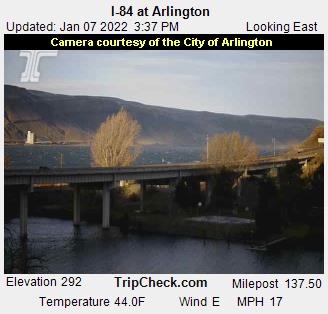 I-84 at Arlington
Updated: Jan 07 2022 3:37 PM Looking East
Camera courtesy of the City of Arlington
Elevation 292 TripCheck.com Milepost 137.50
Temperature 44.0F Wind E MPH 17